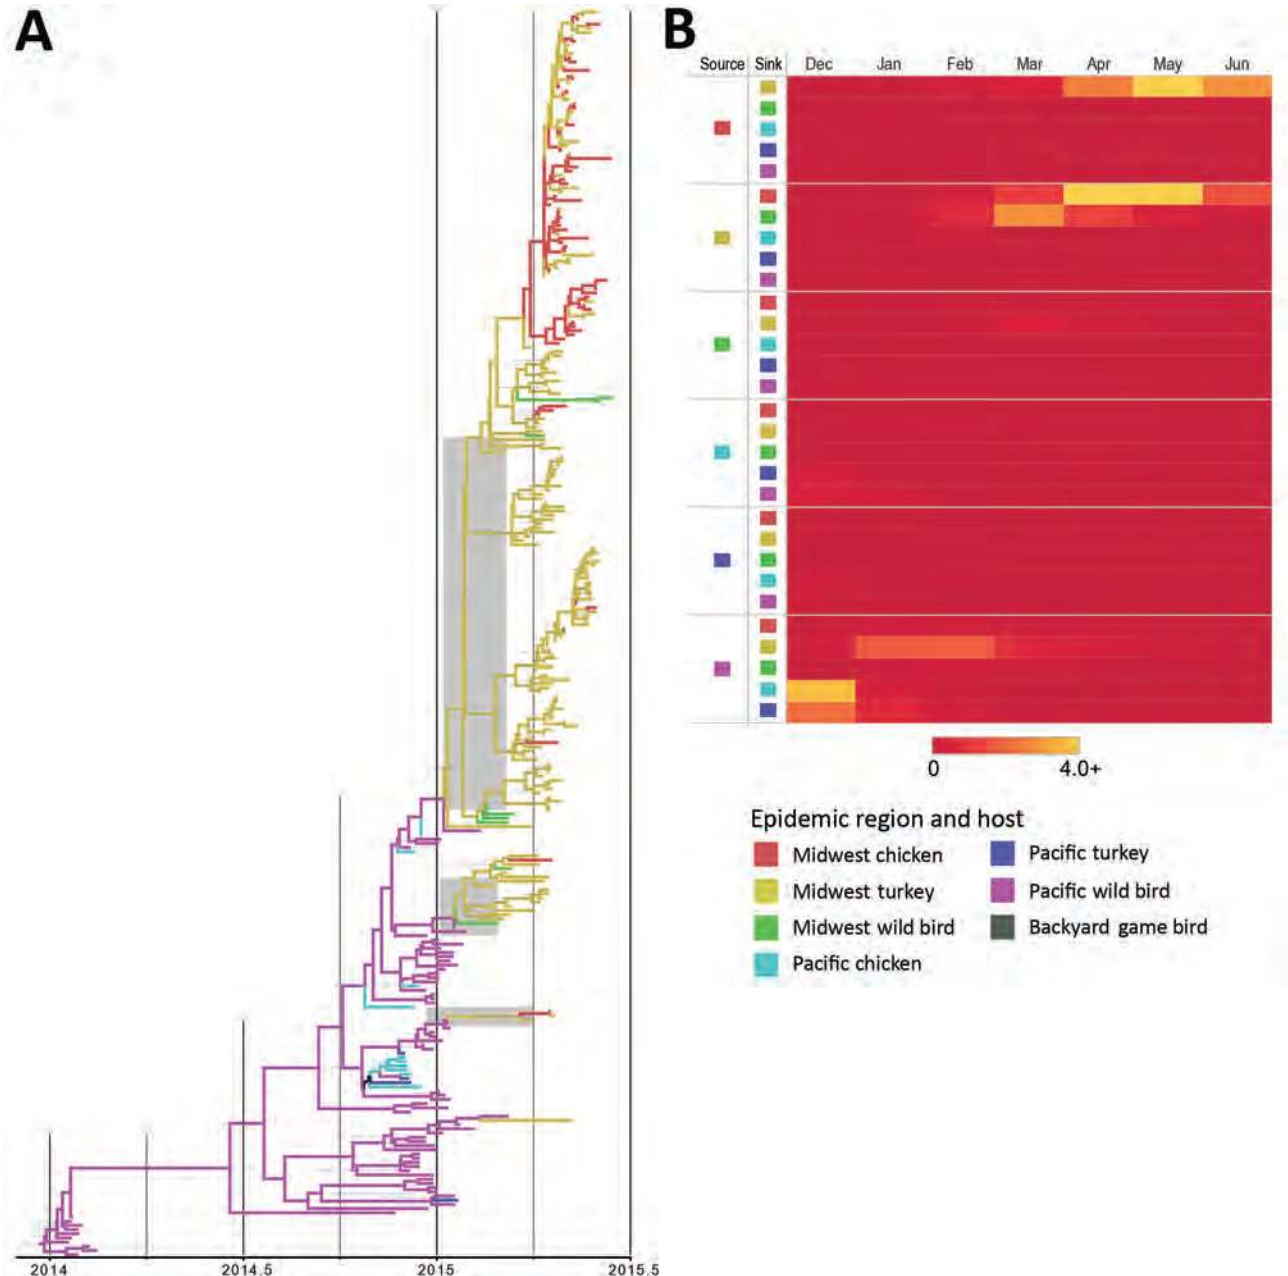 A
B
Source Sink Dec Jan Feb Mar Apr May Jun
0 4.0+
Epidemic region and host
Midwest chicken
Midwest turkey
Midwest wild bird
Pacific chicken
Pacific turkey
Pacific wild bird
Backyard game bird
2014 2014.5 2015 2015.5